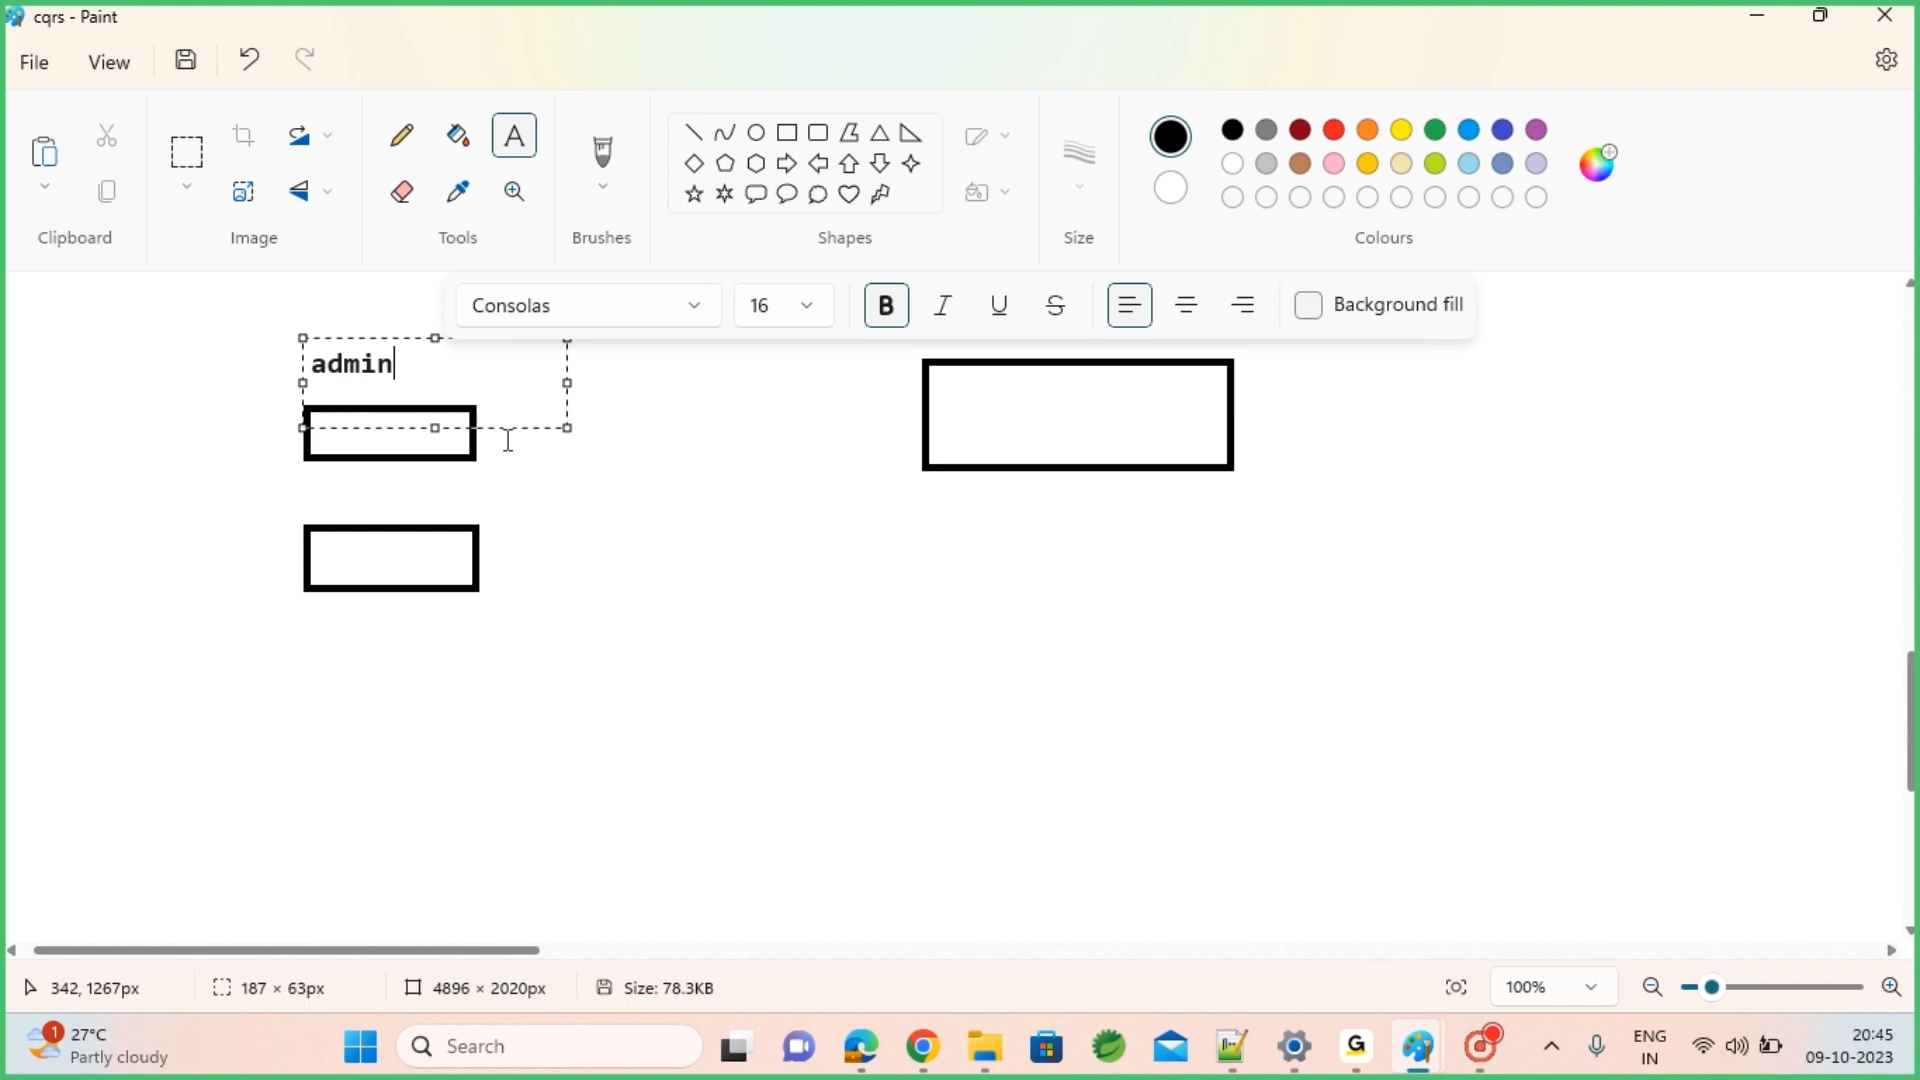 cqrs - Paint
File View
Clipboard
Image
Tools
Brushes
Shapes
Size
Colours
Consolas
16
B I U S
Background fill
admin
342, 1267px
187 × 63px
4896 × 2020px
Size: 78.3KB
100%
1
27°C
Partly cloudy
Search
ENG
IN
20:45
09-10-2023